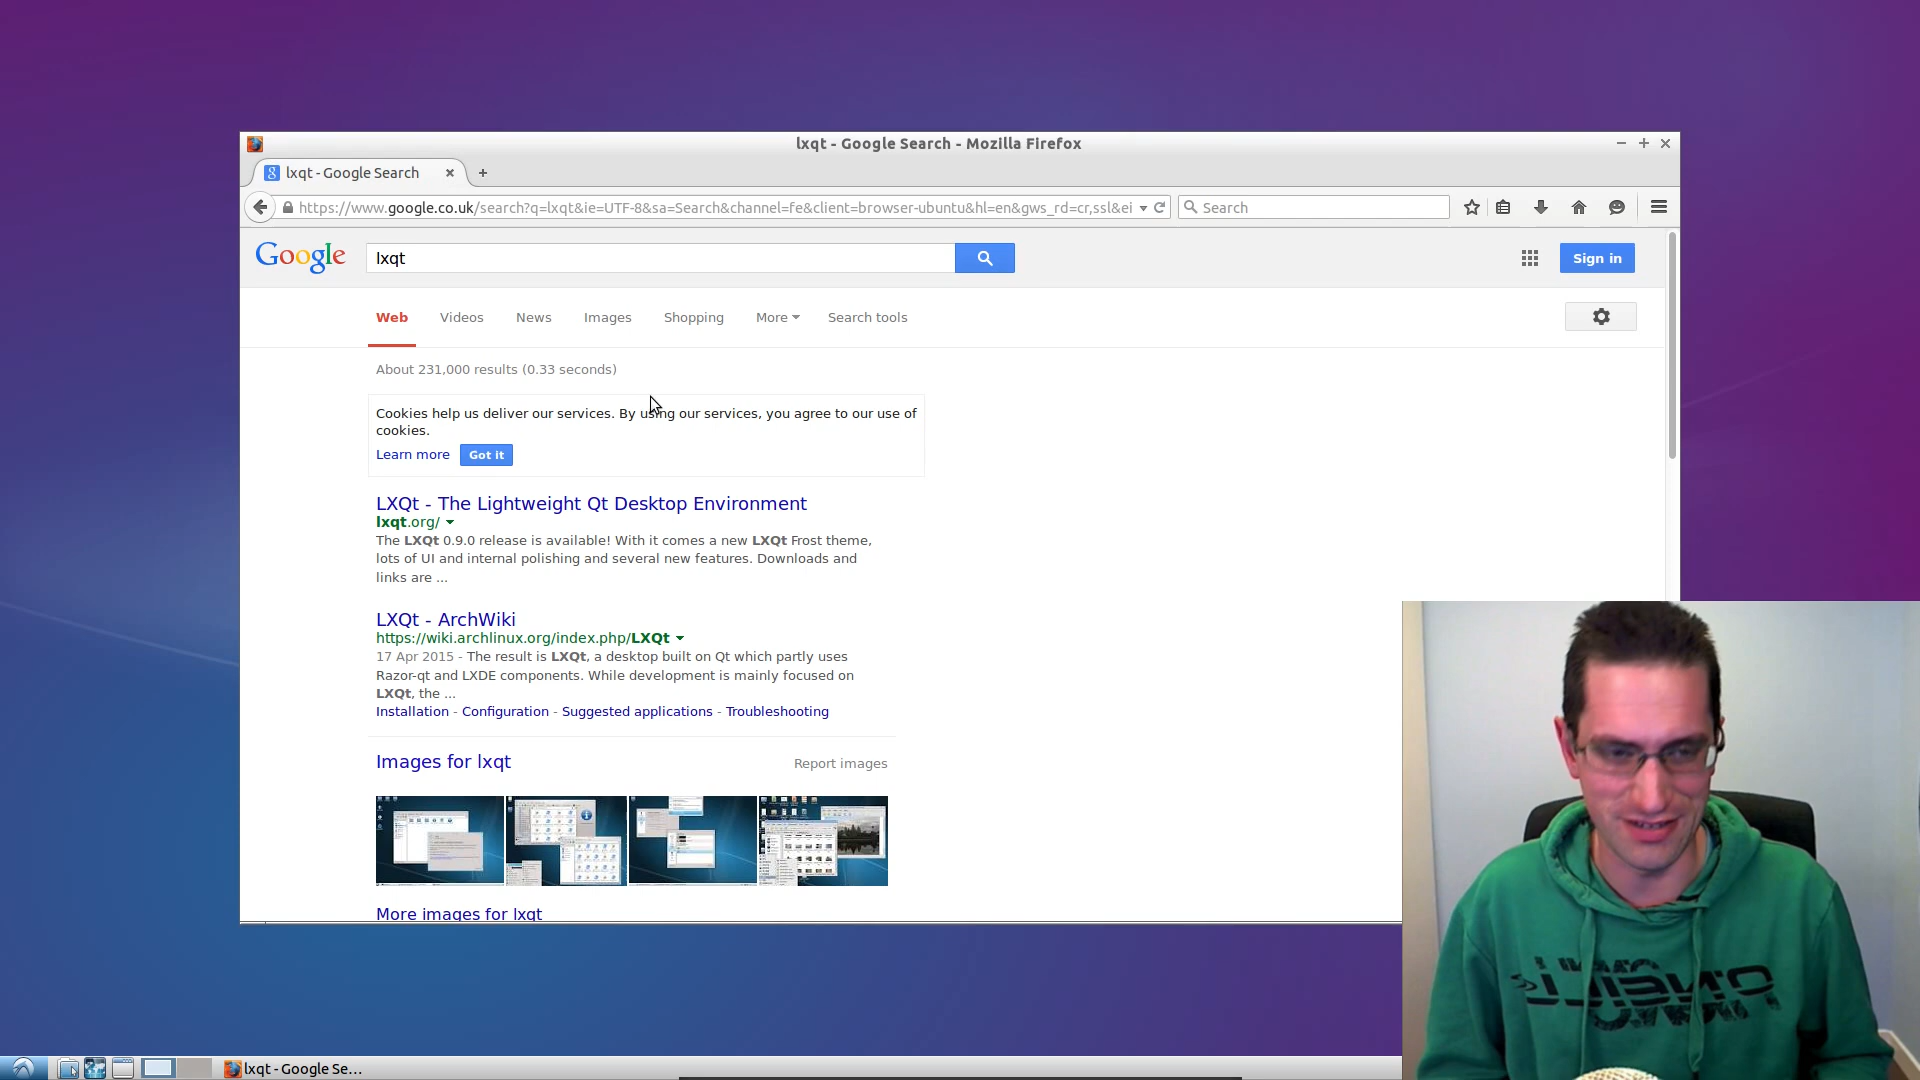 lxqt - Google Search - Mozilla Firefox
lxqt - Google Search
https://www.google.co.uk/search?q=lxqt&ie=UTF-8&sa=Search&channel=fe&client=browser-ubuntu&hl=en&gws_rd=cr,ssl&ei
Search
Google
lxqt
Sign in
Web
Videos
News
Images
Shopping
More
Search tools
About 231,000 results (0.33 seconds)
Cookies help us deliver our services. By using our services, you agree to our use of
cookies.
Learn more
Got it
LXQt - The Lightweight Qt Desktop Environment
lxqt.org/
The LXQt 0.9.0 release is available! With it comes a new LXQt Frost theme,
lots of UI and internal polishing and several new features. Downloads and
links are ...
LXQt - ArchWiki
https://wiki.archlinux.org/index.php/LXQt
17 Apr 2015 - The result is LXQt, a desktop built on Qt which partly uses
Razor-qt and LXDE components. While development is mainly focused on
LXQt, the ...
Installation - Configuration - Suggested applications - Troubleshooting
Images for lxqt
Report images
More images for lxqt
lxqt - Google Se...